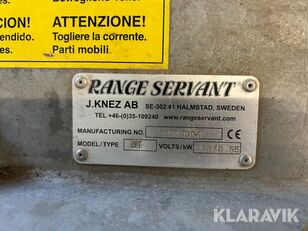 ATTENZIONE!
Togliere la corrente.
Parti mobili.
RANGE SERVANT
J.KNEZ AB SE-302 41 HALMSTAD, SWEDEN
TEL +46-(0)35-109240 www.rangeservant.com
MANUFACTURING NO. CE
MODEL/TYPE BT VOLTS/kW
KLARAVIK